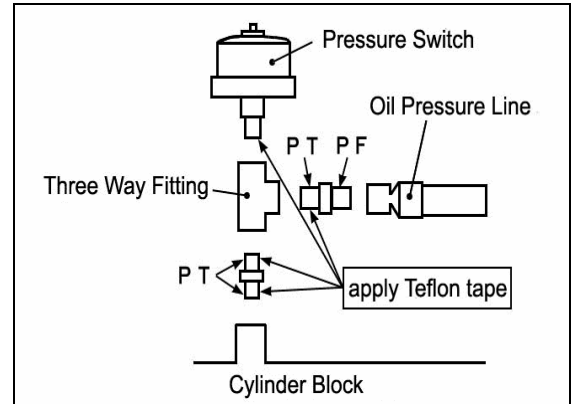 Pressure Switch
Oil Pressure Line
P T P F
Three Way Fitting
P T
apply Teflon tape
Cylinder Block